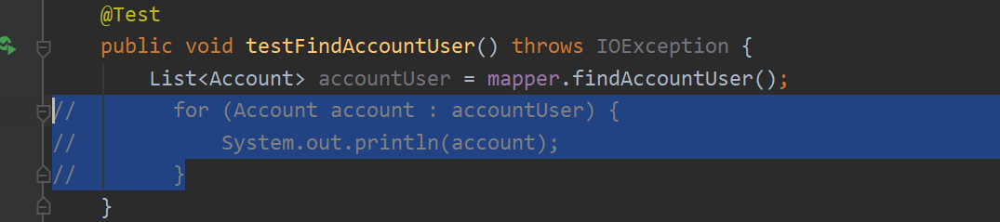 @Test
public void testFindAccountUser() throws IOException {
    List<Account> accountUser = mapper.findAccountUser();
//        for (Account account : accountUser) {
//            System.out.println(account);
//        }
}